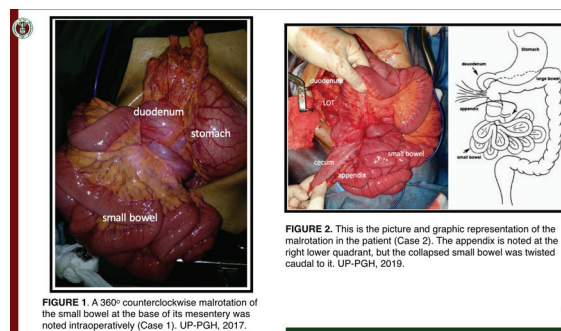 duodenum
stomach
small bowel
FIGURE 1. A 360º counterclockwise malrotation of
the small bowel at the base of its mesentery was
noted intraoperatively (Case 1). UP-PGH, 2017.
duodenum
LOT
small bowel
cecum
appendix
Stomach
deuodenum
large bowel
appendix
small bowel
FIGURE 2. This is the picture and graphic representation of the
malrotation in the patient (Case 2). The appendix is noted at the
right lower quadrant, but the collapsed small bowel was twisted
caudal to it. UP-PGH, 2019.